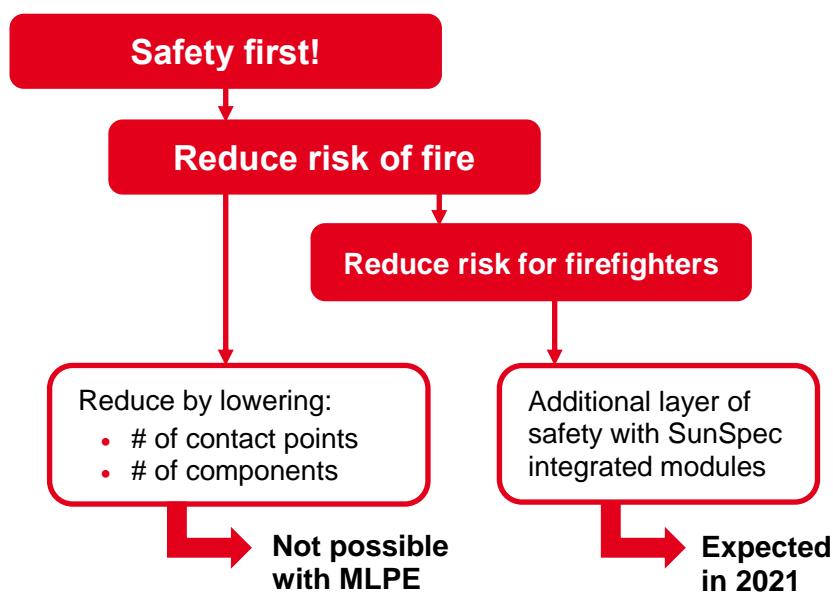 Safety first!
Reduce risk of fire
Reduce risk for firefighters
Reduce by lowering:
• # of contact points
• # of components
Additional layer of
safety with SunSpec
integrated modules
Not possible
with MLPE
Expected
in 2021